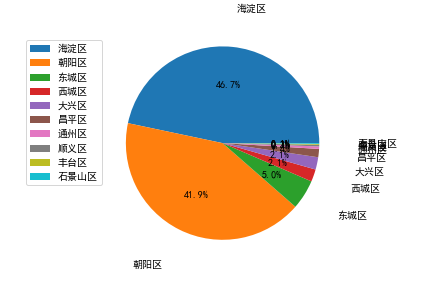 海淀区
海淀区
朝阳区
东城区
西城区
大兴区
昌平区
通州区
顺义区
丰台区
石景山区
46.7%
41.9%
5.0%
2.1%
2.1%
昌平区
大兴区
西城区
东城区
朝阳区